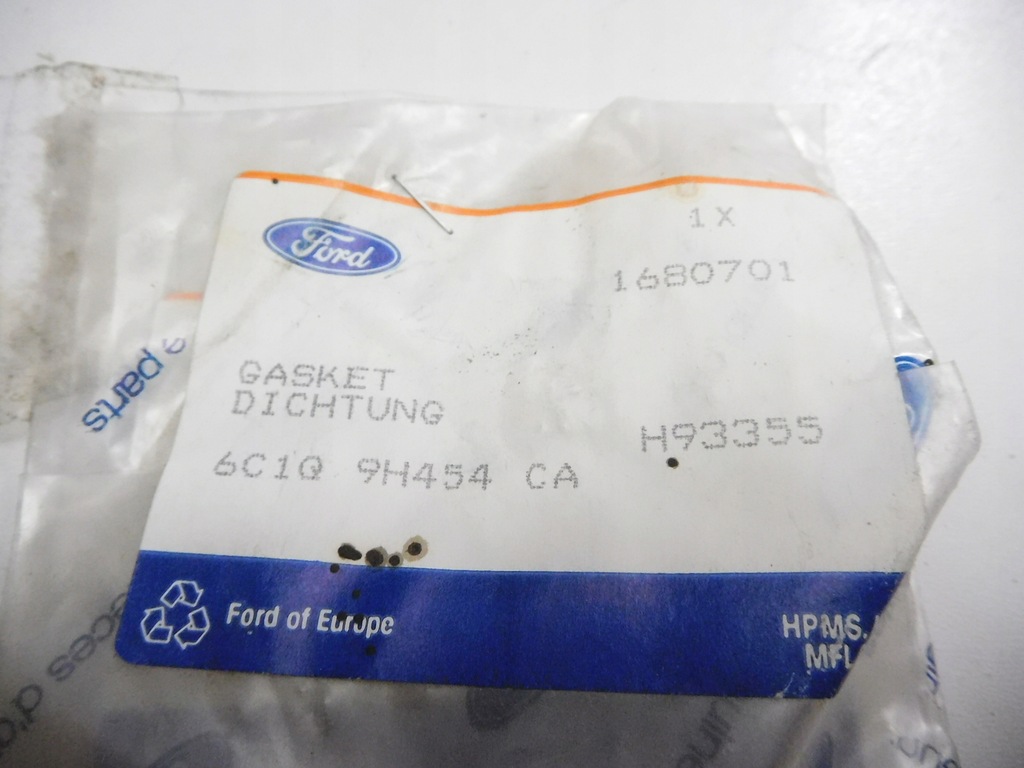 Ford
1X
1680701
GASKET
DICHTUNG
H93355
6C1Q 9H454 CA
Ford of Europe
HPMS.
MFL
parts